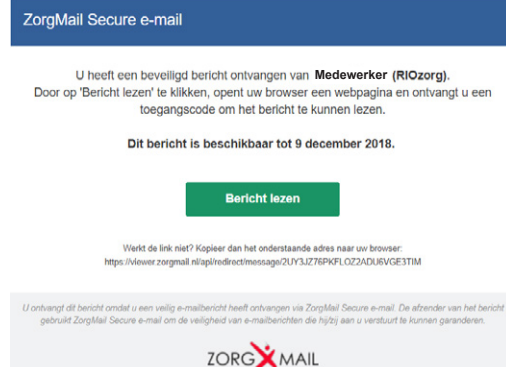 ZorgMail Secure e-mail
U heeft een beveiligd bericht ontvangen van Medewerker (RIOzorg).
Door op 'Bericht lezen' te klikken, opent uw browser een webpagina en ontvangt u een
toegangscode om het bericht te kunnen lezen.
Dit bericht is beschikbaar tot 9 december 2018.
Bericht lezen
Werkt de link niet? Kopieer dan het onderstaande adres naar uw browser:
https://viewer.zorgmail.nl/api/redirect/message/2UY3JZ76PKFLOZ2ADU6VGE3TIM
U ontvangt dit bericht omdat u een veilig e-mailbericht heeft ontvangen via ZorgMail Secure e-mail. De afzender van het bericht
gebruikt ZorgMail Secure e-mail om de veiligheid van e-mailberichten die hij/zij aan u verstuurt te kunnen garanderen.
ZORG MAIL